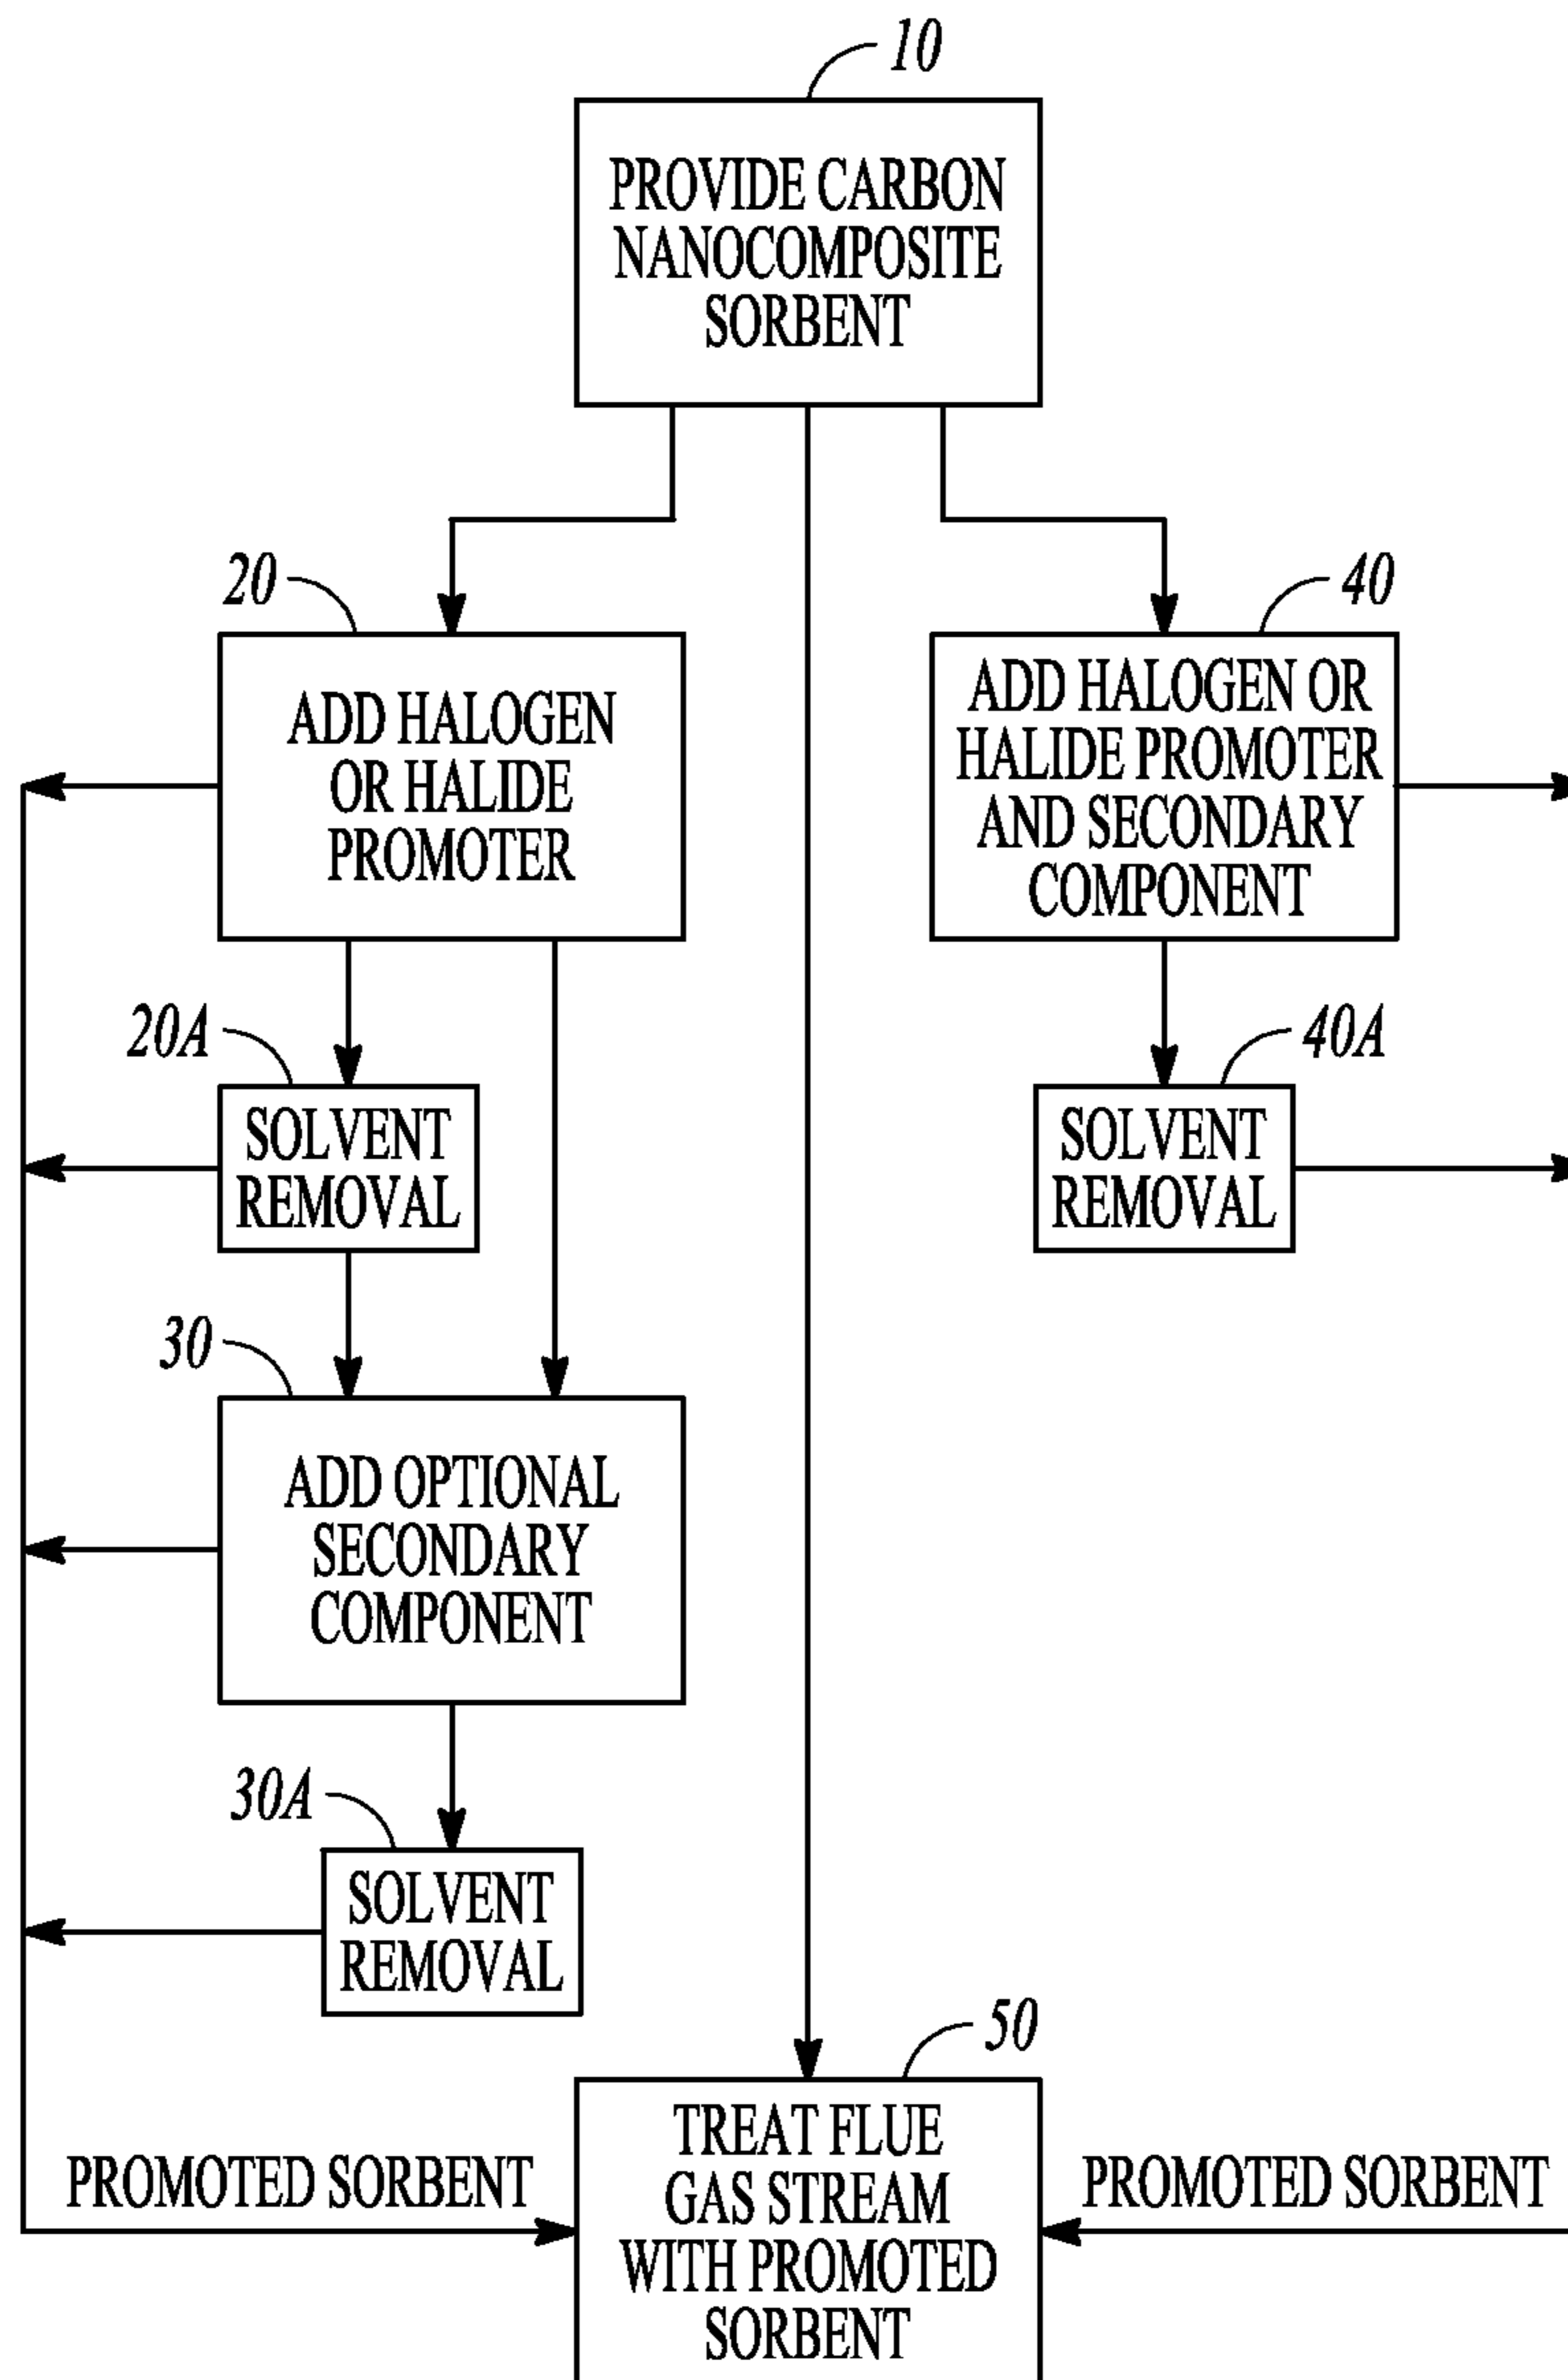 10
PROVIDE CARBON
NANOCOMPOSITE
SORBENT
20
ADD HALOGEN
OR HALIDE
PROMOTER
40
ADD HALOGEN OR
HALIDE PROMOTER
AND SECONDARY
COMPONENT
20A
SOLVENT
REMOVAL
40A
SOLVENT
REMOVAL
30
ADD OPTIONAL
SECONDARY
COMPONENT
30A
SOLVENT
REMOVAL
50
TREAT FLUE
GAS STREAM
WITH PROMOTED
SORBENT
PROMOTED SORBENT
PROMOTED SORBENT